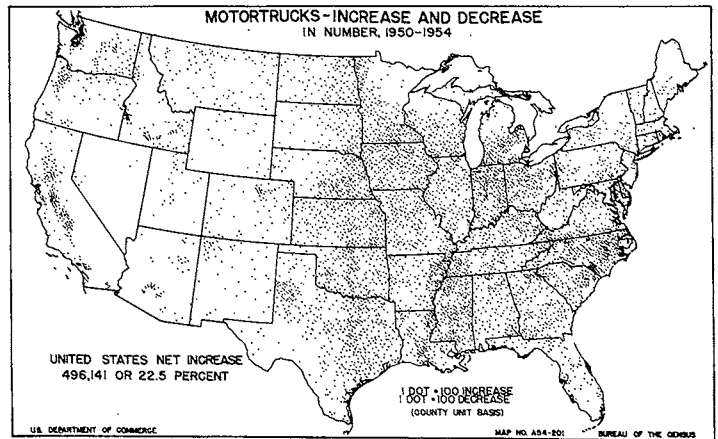 MOTORTRUCKS-INCREASE AND DECREASE
IN NUMBER, 1950-1954
UNITED STATES NET INCREASE
496,141 OR 22.5 PERCENT
1 DOT = 100 INCREASE
1 DOT = 100 DECREASE
(COUNTY UNIT BASIS)
U.S. DEPARTMENT OF COMMERCE
MAP NO. A54-201
BUREAU OF THE CENSUS